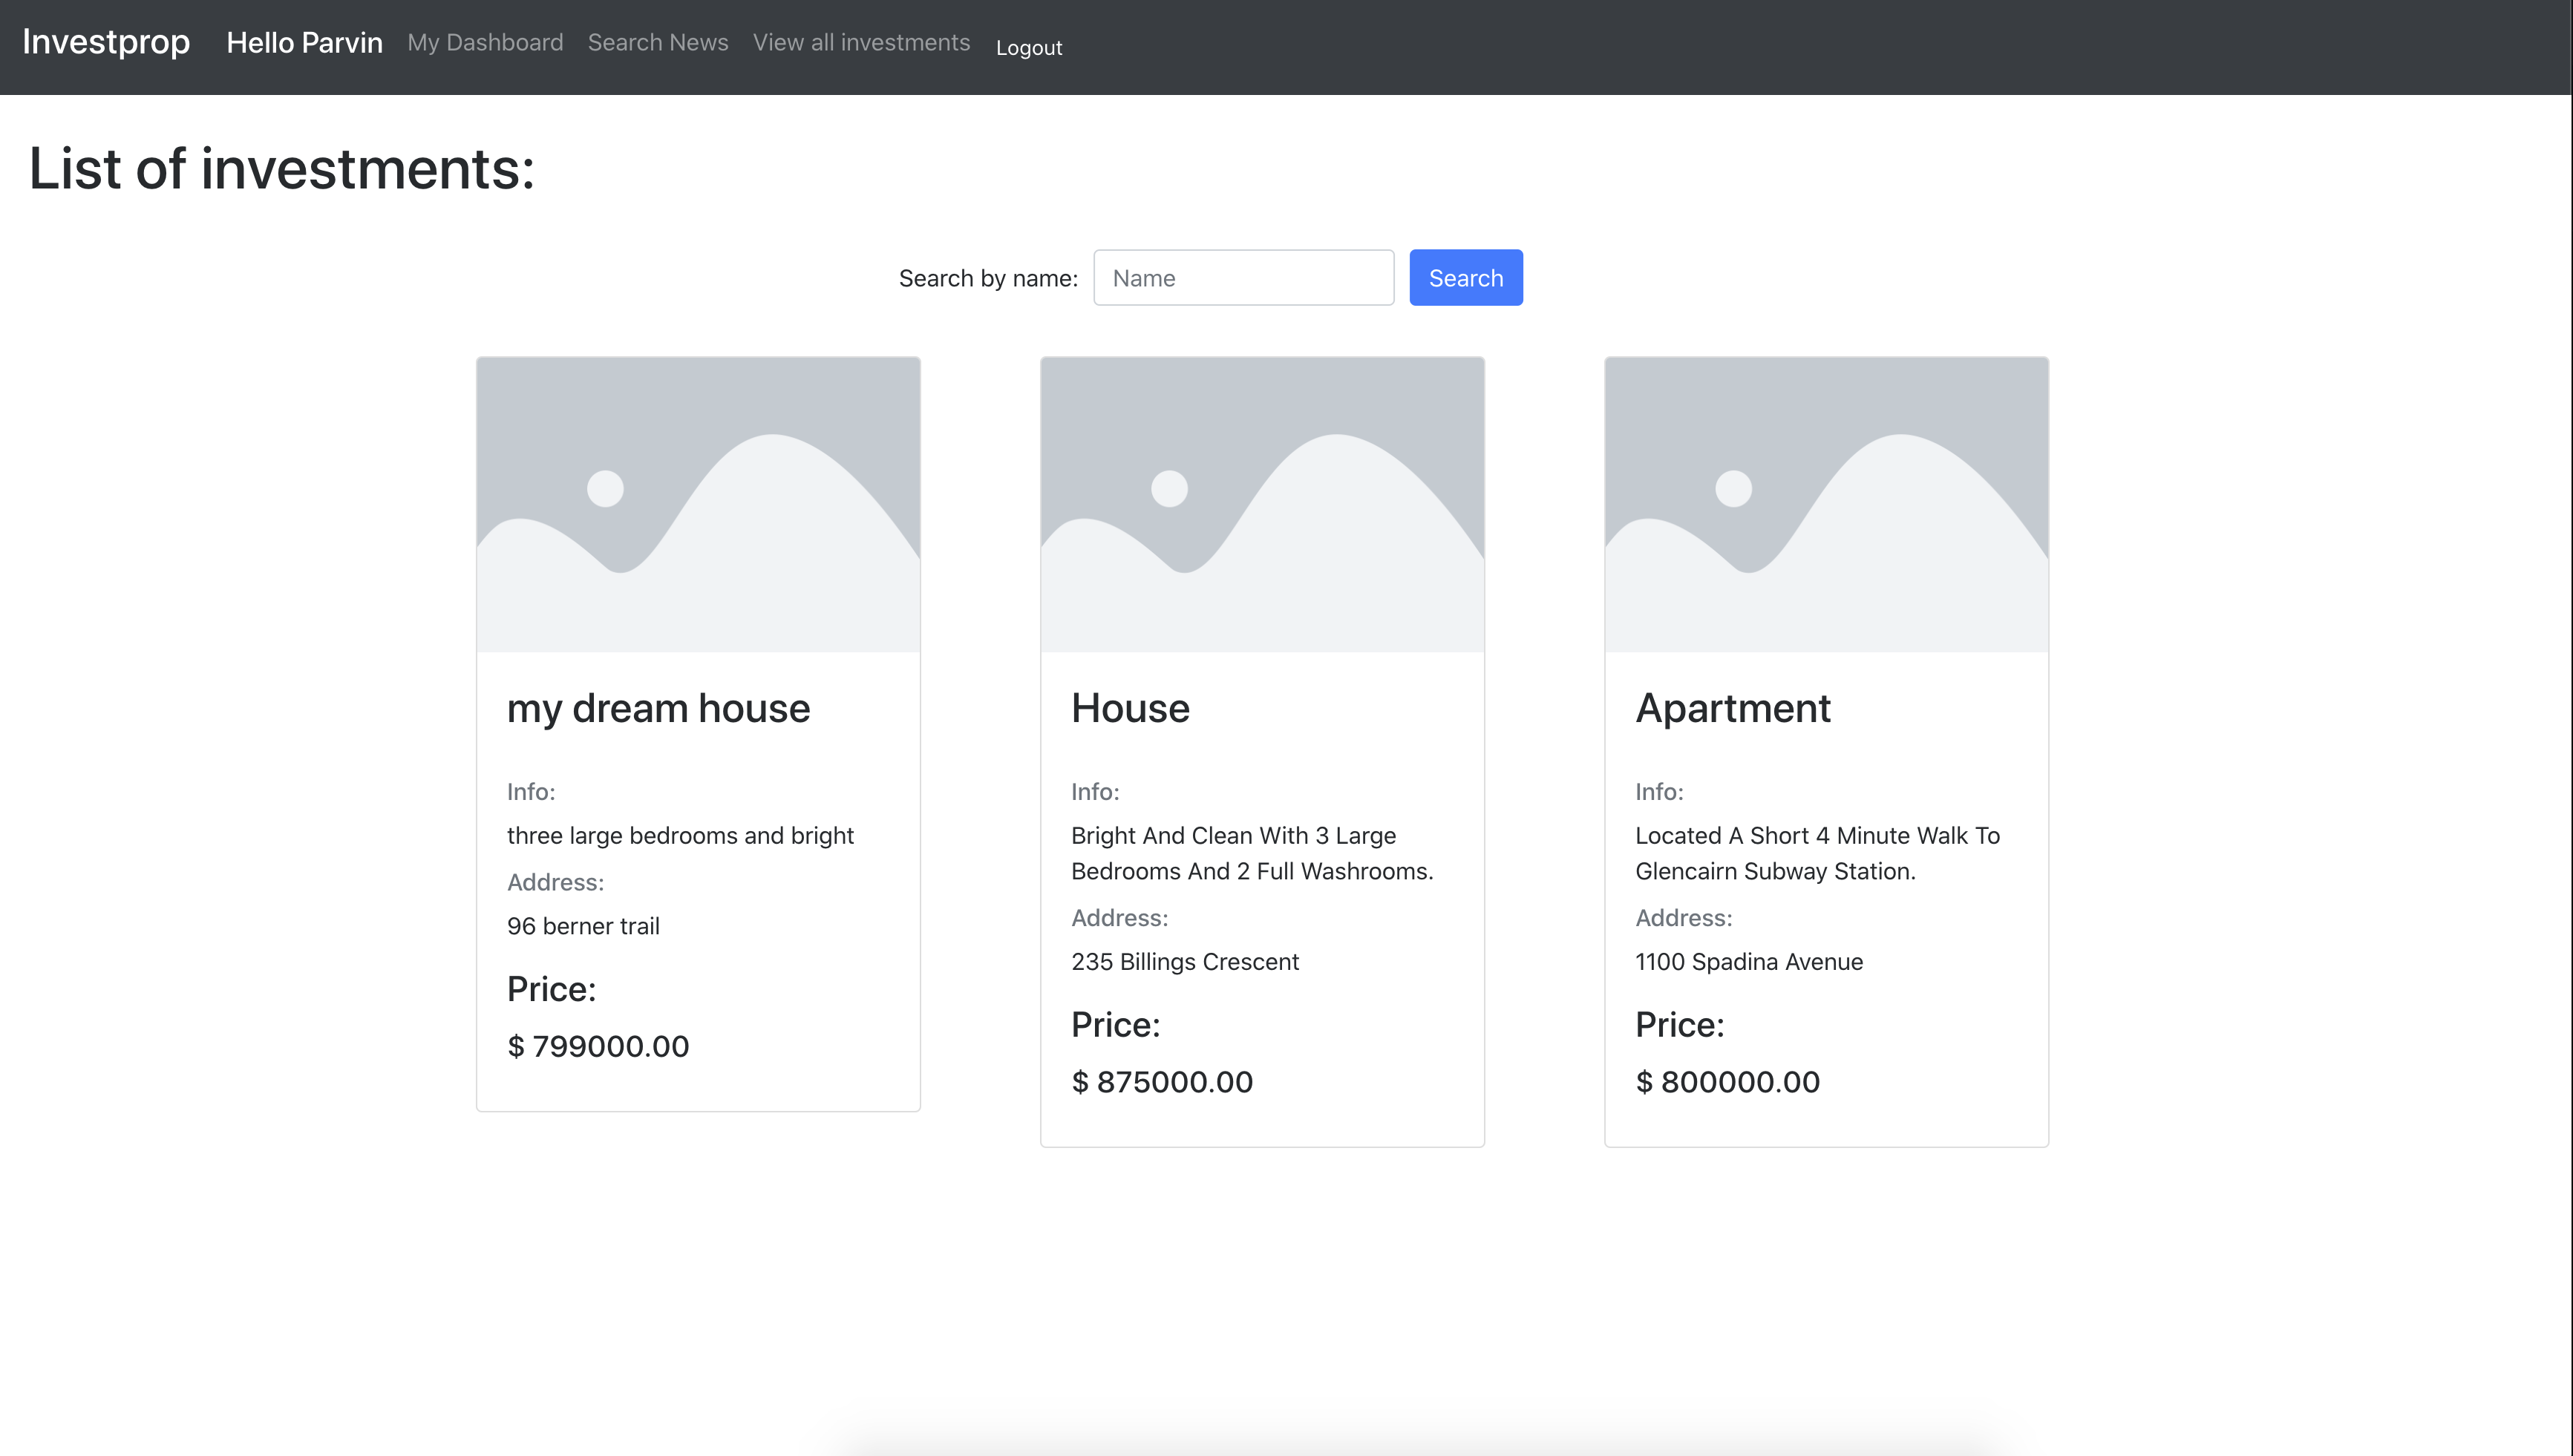 Investprop Hello Parvin My Dashboard Search News View all investments Logout
List of investments:
Search by name: Name Search
my dream house
Info:
three large bedrooms and bright
Address:
96 berner trail
Price:
$ 799000.00
House
Info:
Bright And Clean With 3 Large
Bedrooms And 2 Full Washrooms.
Address:
235 Billings Crescent
Price:
$ 875000.00
Apartment
Info:
Located A Short 4 Minute Walk To
Glencairn Subway Station.
Address:
1100 Spadina Avenue
Price:
$ 800000.00